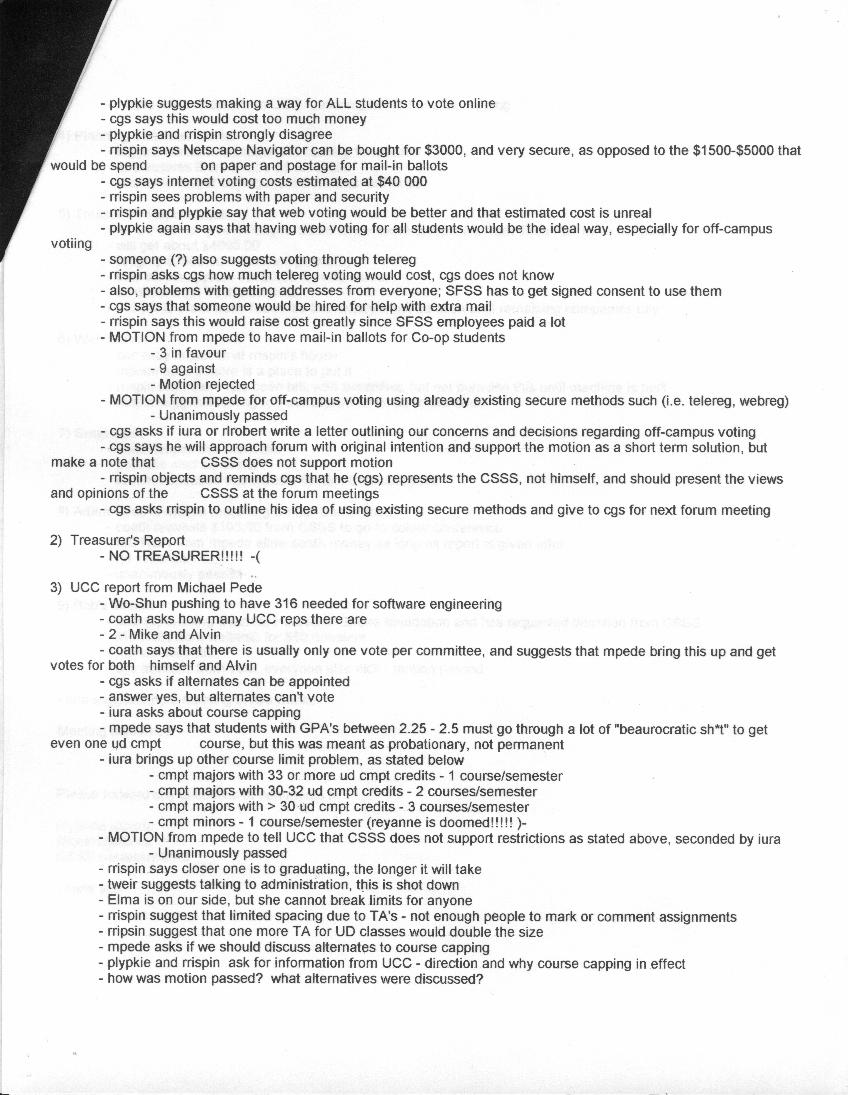 - plypkie suggests making a way for ALL students to vote online
- cgs says this would cost too much money
- plypkie and rrispin strongly disagree
- rrispin says Netscape Navigator can be bought for $3000, and very secure, as opposed to the $1500-$5000 that
would be spend on paper and postage for mail-in ballots
- cgs says internet voting costs estimated at $40 000
- rrispin sees problems with paper and security
- rrispin and plypkie say that web voting would be better and that estimated cost is unreal
- plypkie again says that having web voting for all students would be the ideal way, especially for off-campus
votiing
- someone (?) also suggests voting through telereg
- rrispin asks cgs how much telereg voting would cost, cgs does not know
- also, problems with getting addresses from everyone; SFSS has to get signed consent to use them
- cgs says that someone would be hired for help with extra mail
- rrispin says this would raise cost greatly since SFSS employees paid a lot
- MOTION from mpede to have mail-in ballots for Co-op students
- 3 in favour
- 9 against
- Motion rejected
- MOTION from mpede for off-campus voting using already existing secure methods such (i.e. telereg, webreg)
- Unanimously passed
- cgs asks if iura or rlrobert write a letter outlining our concerns and decisions regarding off-campus voting
- cgs says he will approach forum with original intention and support the motion as a short term solution, but
make a note that CSSS does not support motion
- rrispin objects and reminds cgs that he (cgs) represents the CSSS, not himself, and should present the views
and opinions of the CSSS at the forum meetings
- cgs asks rrispin to outline his idea of using existing secure methods and give to cgs for next forum meeting
2) Treasurer's Report
- NO TREASURER!!!!! -(
3) UCC report from Michael Pede
- Wo-Shun pushing to have 316 needed for software engineering
- coath asks how many UCC reps there are
- 2 - Mike and Alvin
- coath says that there is usually only one vote per committee, and suggests that mpede bring this up and get
votes for both himself and Alvin
- cgs asks if alternates can be appointed
- answer yes, but alternates can't vote
- iura asks about course capping
- mpede says that students with GPA's between 2.25 - 2.5 must go through a lot of "beaurocratic sh*t" to get
even one ud cmpt course, but this was meant as probationary, not permanent
- iura brings up other course limit problem, as stated below
- cmpt majors with 33 or more ud cmpt credits - 1 course/semester
- cmpt majors with 30-32 ud cmpt credits - 2 courses/semester
- cmpt majors with > 30 ud cmpt credits - 3 courses/semester
- cmpt minors - 1 course/semester (reyanne is doomed!!!!! )-
- MOTION from mpede to tell UCC that CSSS does not support restrictions as stated above, seconded by iura
- Unanimously passed
- rrispin says closer one is to graduating, the longer it will take
- tweir suggests talking to administration, this is shot down
- Elma is on our side, but she cannot break limits for anyone
- rrispin suggest that limited spacing due to TA's - not enough people to mark or comment assignments
- rripsin suggest that one more TA for UD classes would double the size
- mpede asks if we should discuss alternates to course capping
- plypkie and rrispin ask for information from UCC - direction and why course capping in effect
- how was motion passed? what alternatives were discussed?